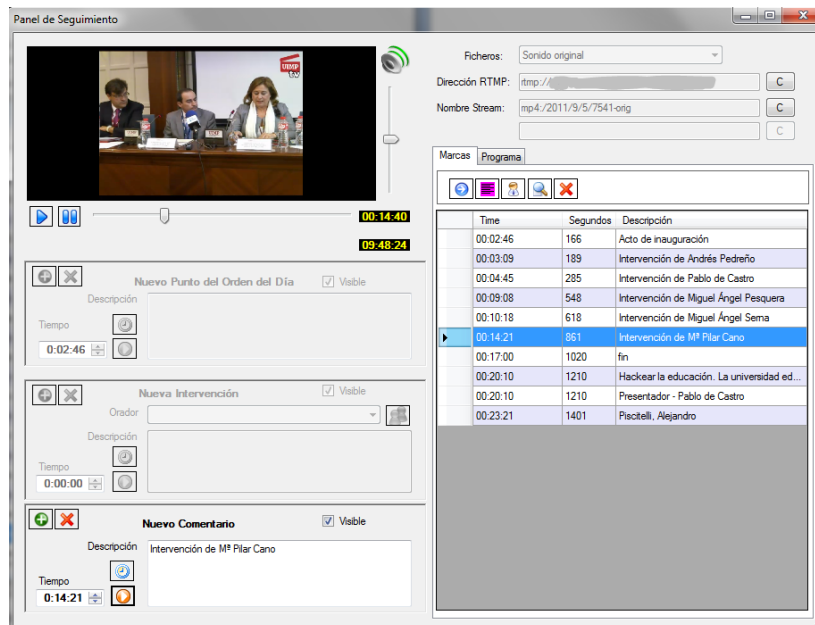 Panel de Seguimiento
UIMP
tv
00:14:40
09:48:24
Nuevo Punto del Orden del Día
Visible
Descripción
Tiempo
0:02:46
Nueva Intervención
Visible
Orador
Descripción
Tiempo
0:00:00
Nuevo Comentario
Visible
Descripción
Intervención de Mª Pilar Cano
Tiempo
0:14:21
Ficheros: Sonido original
Dirección RTMP: rtmp:// C
Nombre Stream: mp4:/2011/9/5/7541-orig C
C
Marcas Programa
Time Segundos Descripción
00:02:46 166 Acto de inauguración
00:03:09 189 Intervención de Andrés Pedreño
00:04:45 285 Intervención de Pablo de Castro
00:09:08 548 Intervención de Miguel Ángel Pesquera
00:10:18 618 Intervención de Miguel Ángel Serna
00:14:21 861 Intervención de Mª Pilar Cano
00:17:00 1020 fin
00:20:10 1210 Hackear la educación. La universidad ed...
00:20:10 1210 Presentador - Pablo de Castro
00:23:21 1401 Piscitelli, Alejandro